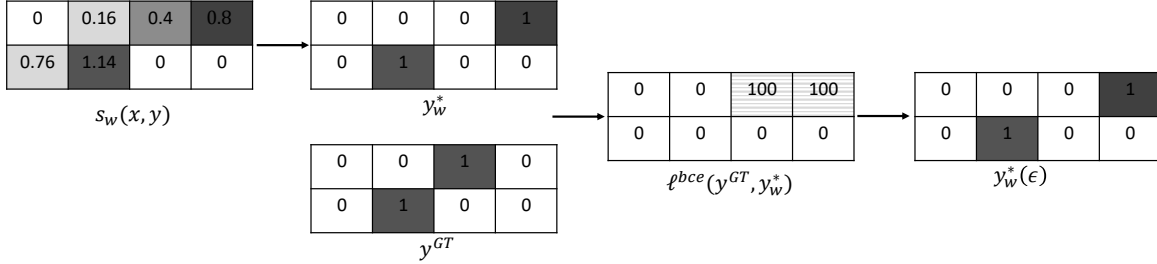 0 0.16 0.4 0.8
0.76 1.14 0 0
s_w(x, y)
0 0 0 1
0 1 0 0
y_w^*
0 0 1 0
0 1 0 0
y^{GT}
0 0 100 100
0 0 0 0
ℓ^{bce}(y^{GT}, y_w^*)
0 0 0 1
0 1 0 0
y_w^*(ϵ)